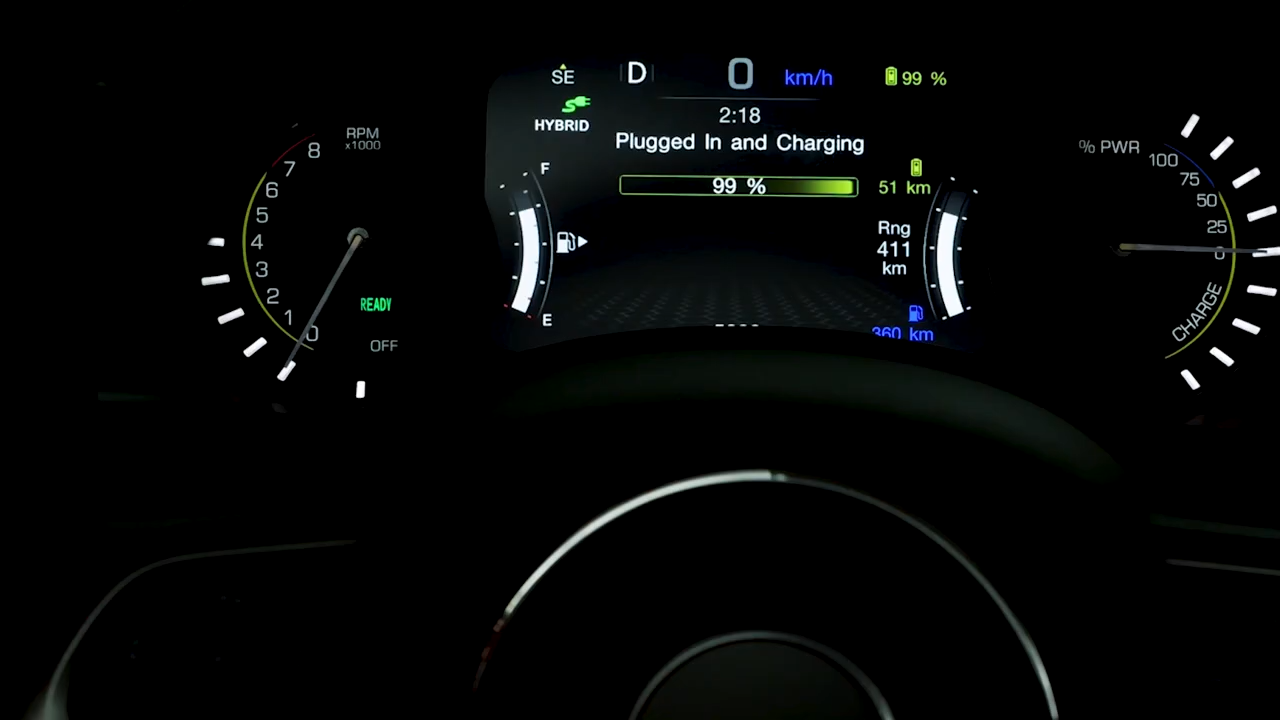 SE D 0 km/h 99 %
HYBRID
2:18
Plugged In and Charging
99 %
51 km
Rng
411
km
360 km
F
E
RPM
x1000
8
7
6
5
4
3
2
1
0
READY
OFF
% PWR
100
75
50
25
0
CHARGE